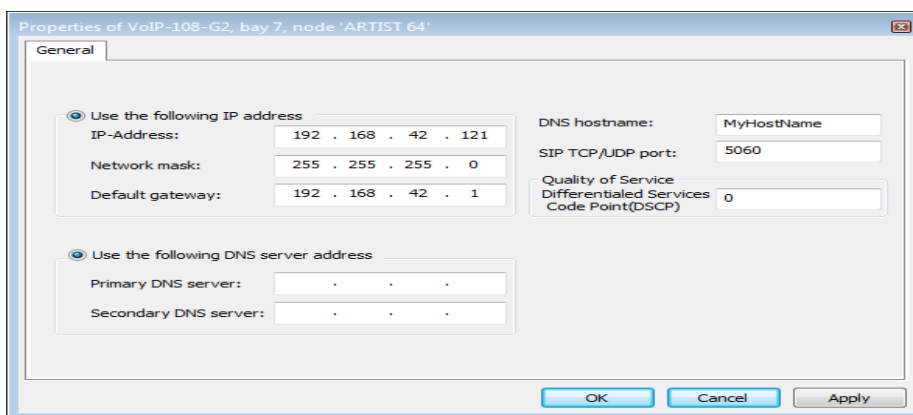 Properties of VoIP-108-G2, bay 7, node 'ARTIST 64'
General
Use the following IP address
IP-Address: 192 . 168 . 42 . 121
Network mask: 255 . 255 . 255 . 0
Default gateway: 192 . 168 . 42 . 1
DNS hostname: MyHostName
SIP TCP/UDP port: 5060
Quality of Service
Differentialed Services
Code Point(DSCP) 0
Use the following DNS server address
Primary DNS server: . . .
Secondary DNS server: . . .
OK Cancel Apply